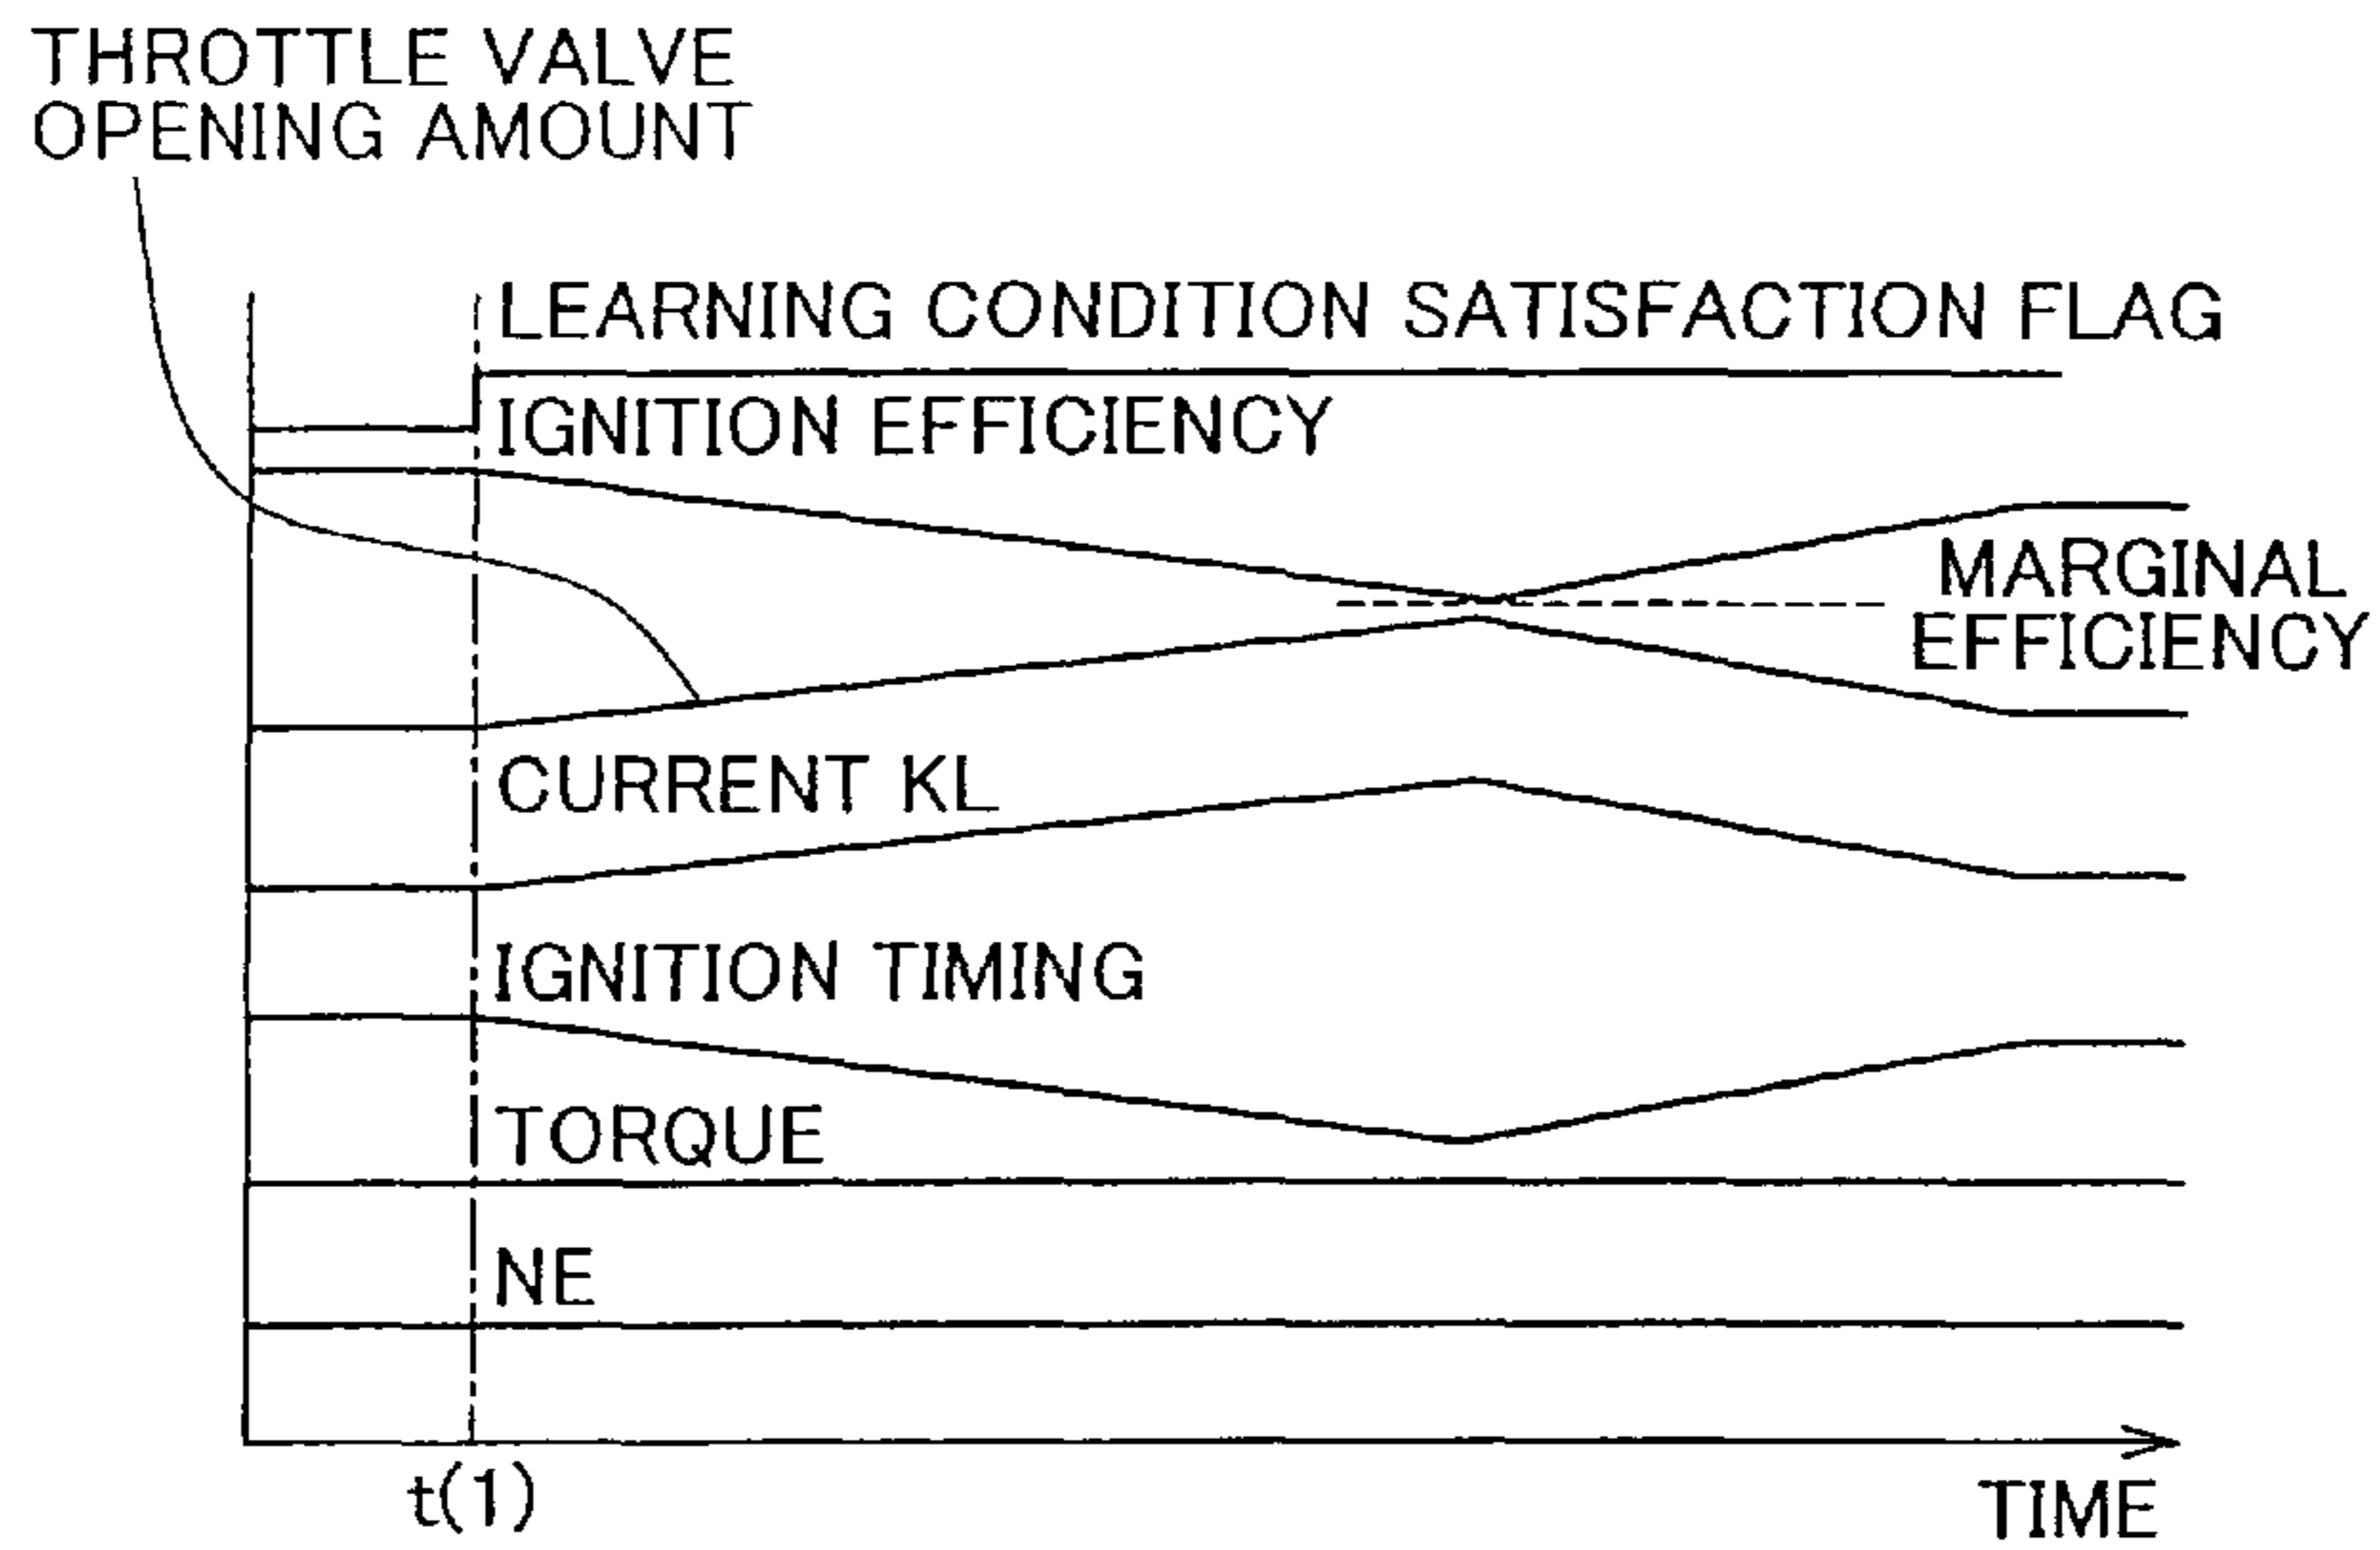 THROTTLE VALVE
OPENING AMOUNT
LEARNING CONDITION SATISFACTION FLAG
IGNITION EFFICIENCY
MARGINAL
EFFICIENCY
CURRENT KL
IGNITION TIMING
TORQUE
NE
t(1)
TIME